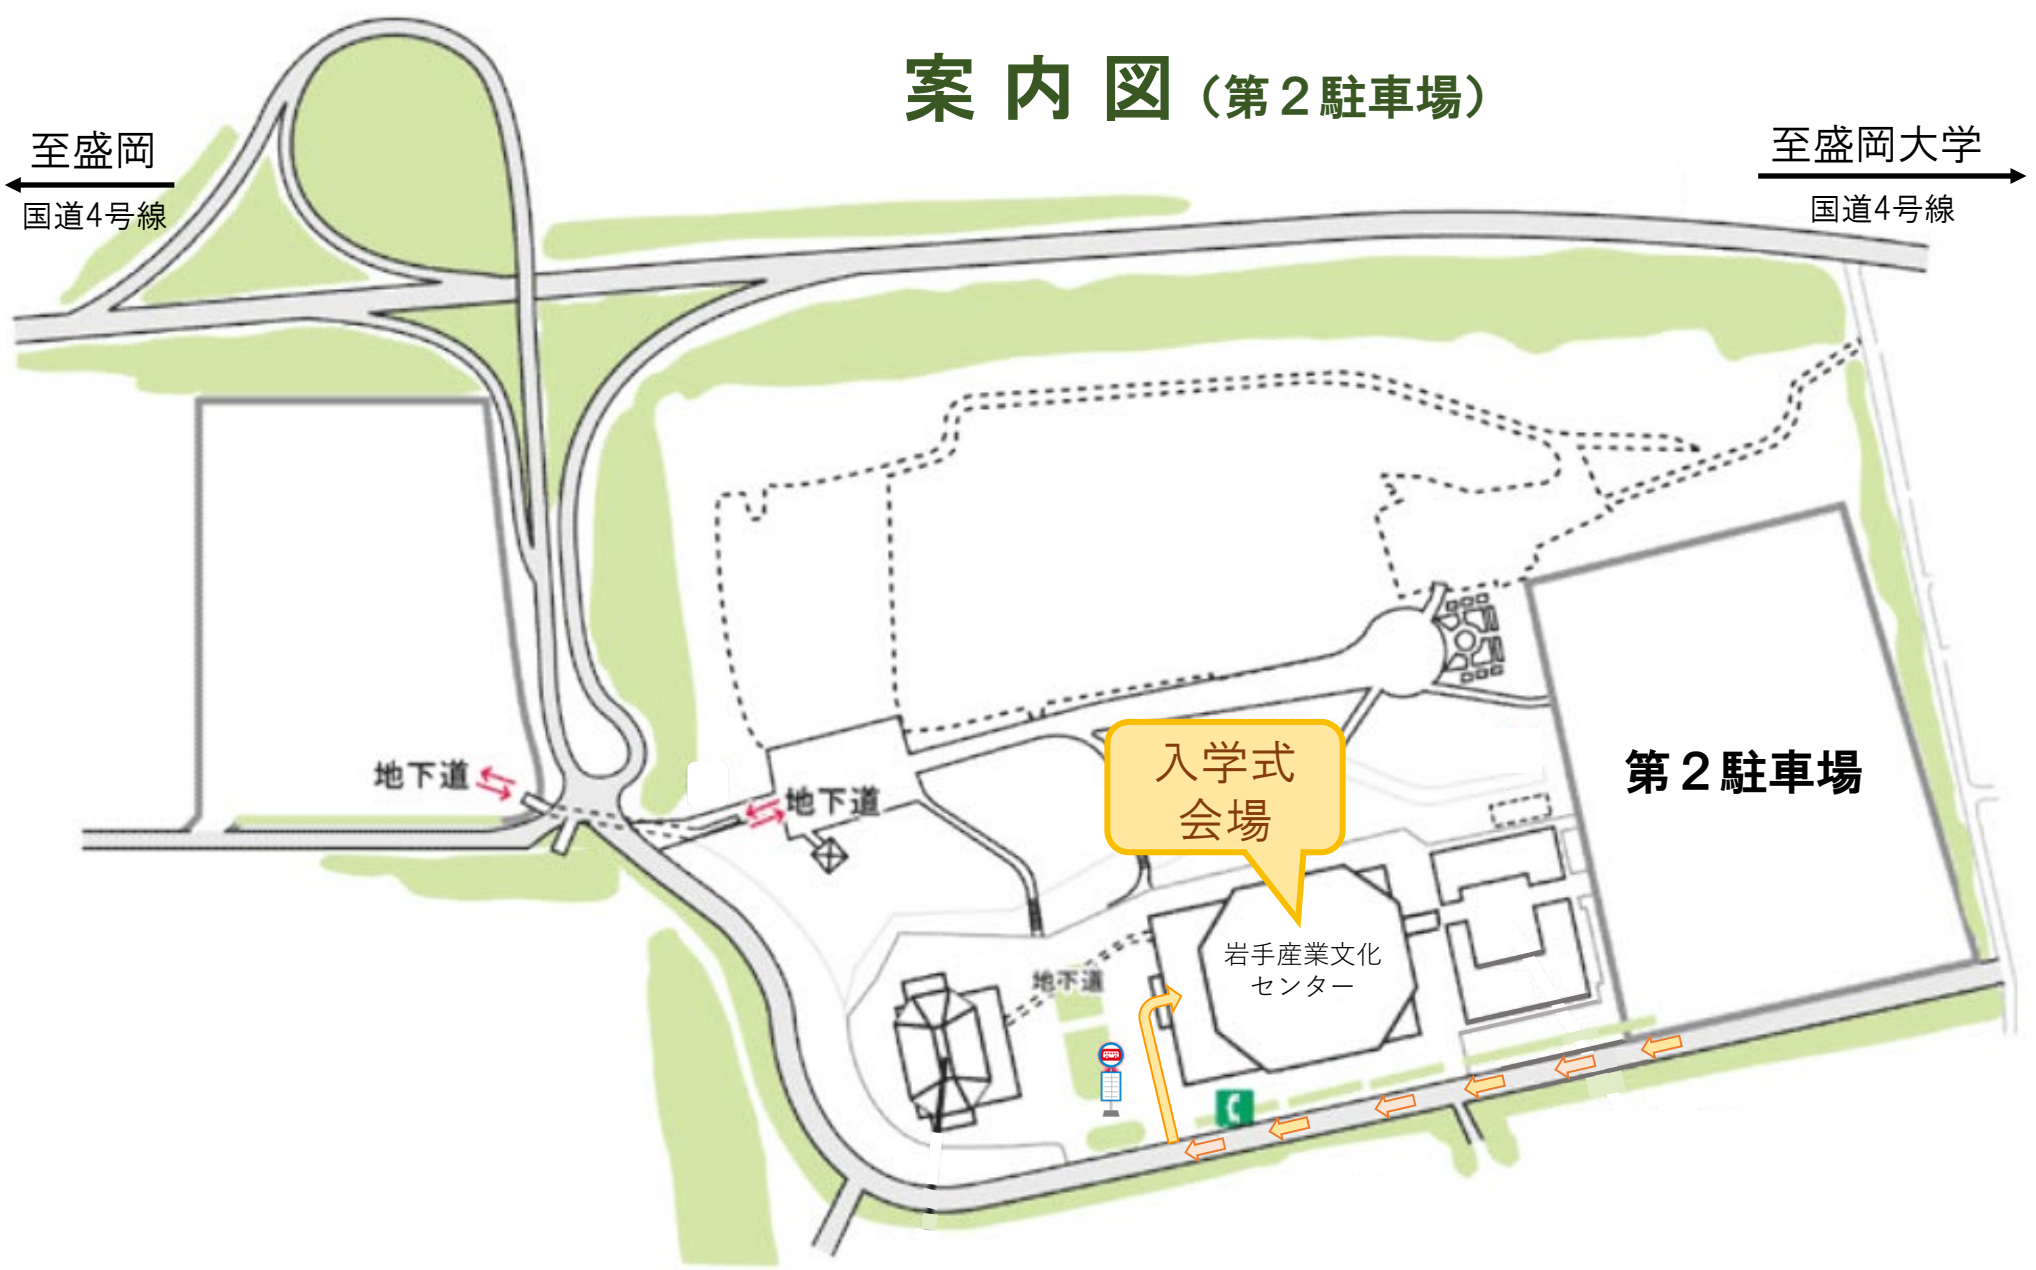 案内図（第２駐車場）
至盛岡
国道4号線
至盛岡大学
国道4号線
地下道
地下道
入学式
会場
第２駐車場
岩手産業文化
センター
地下道